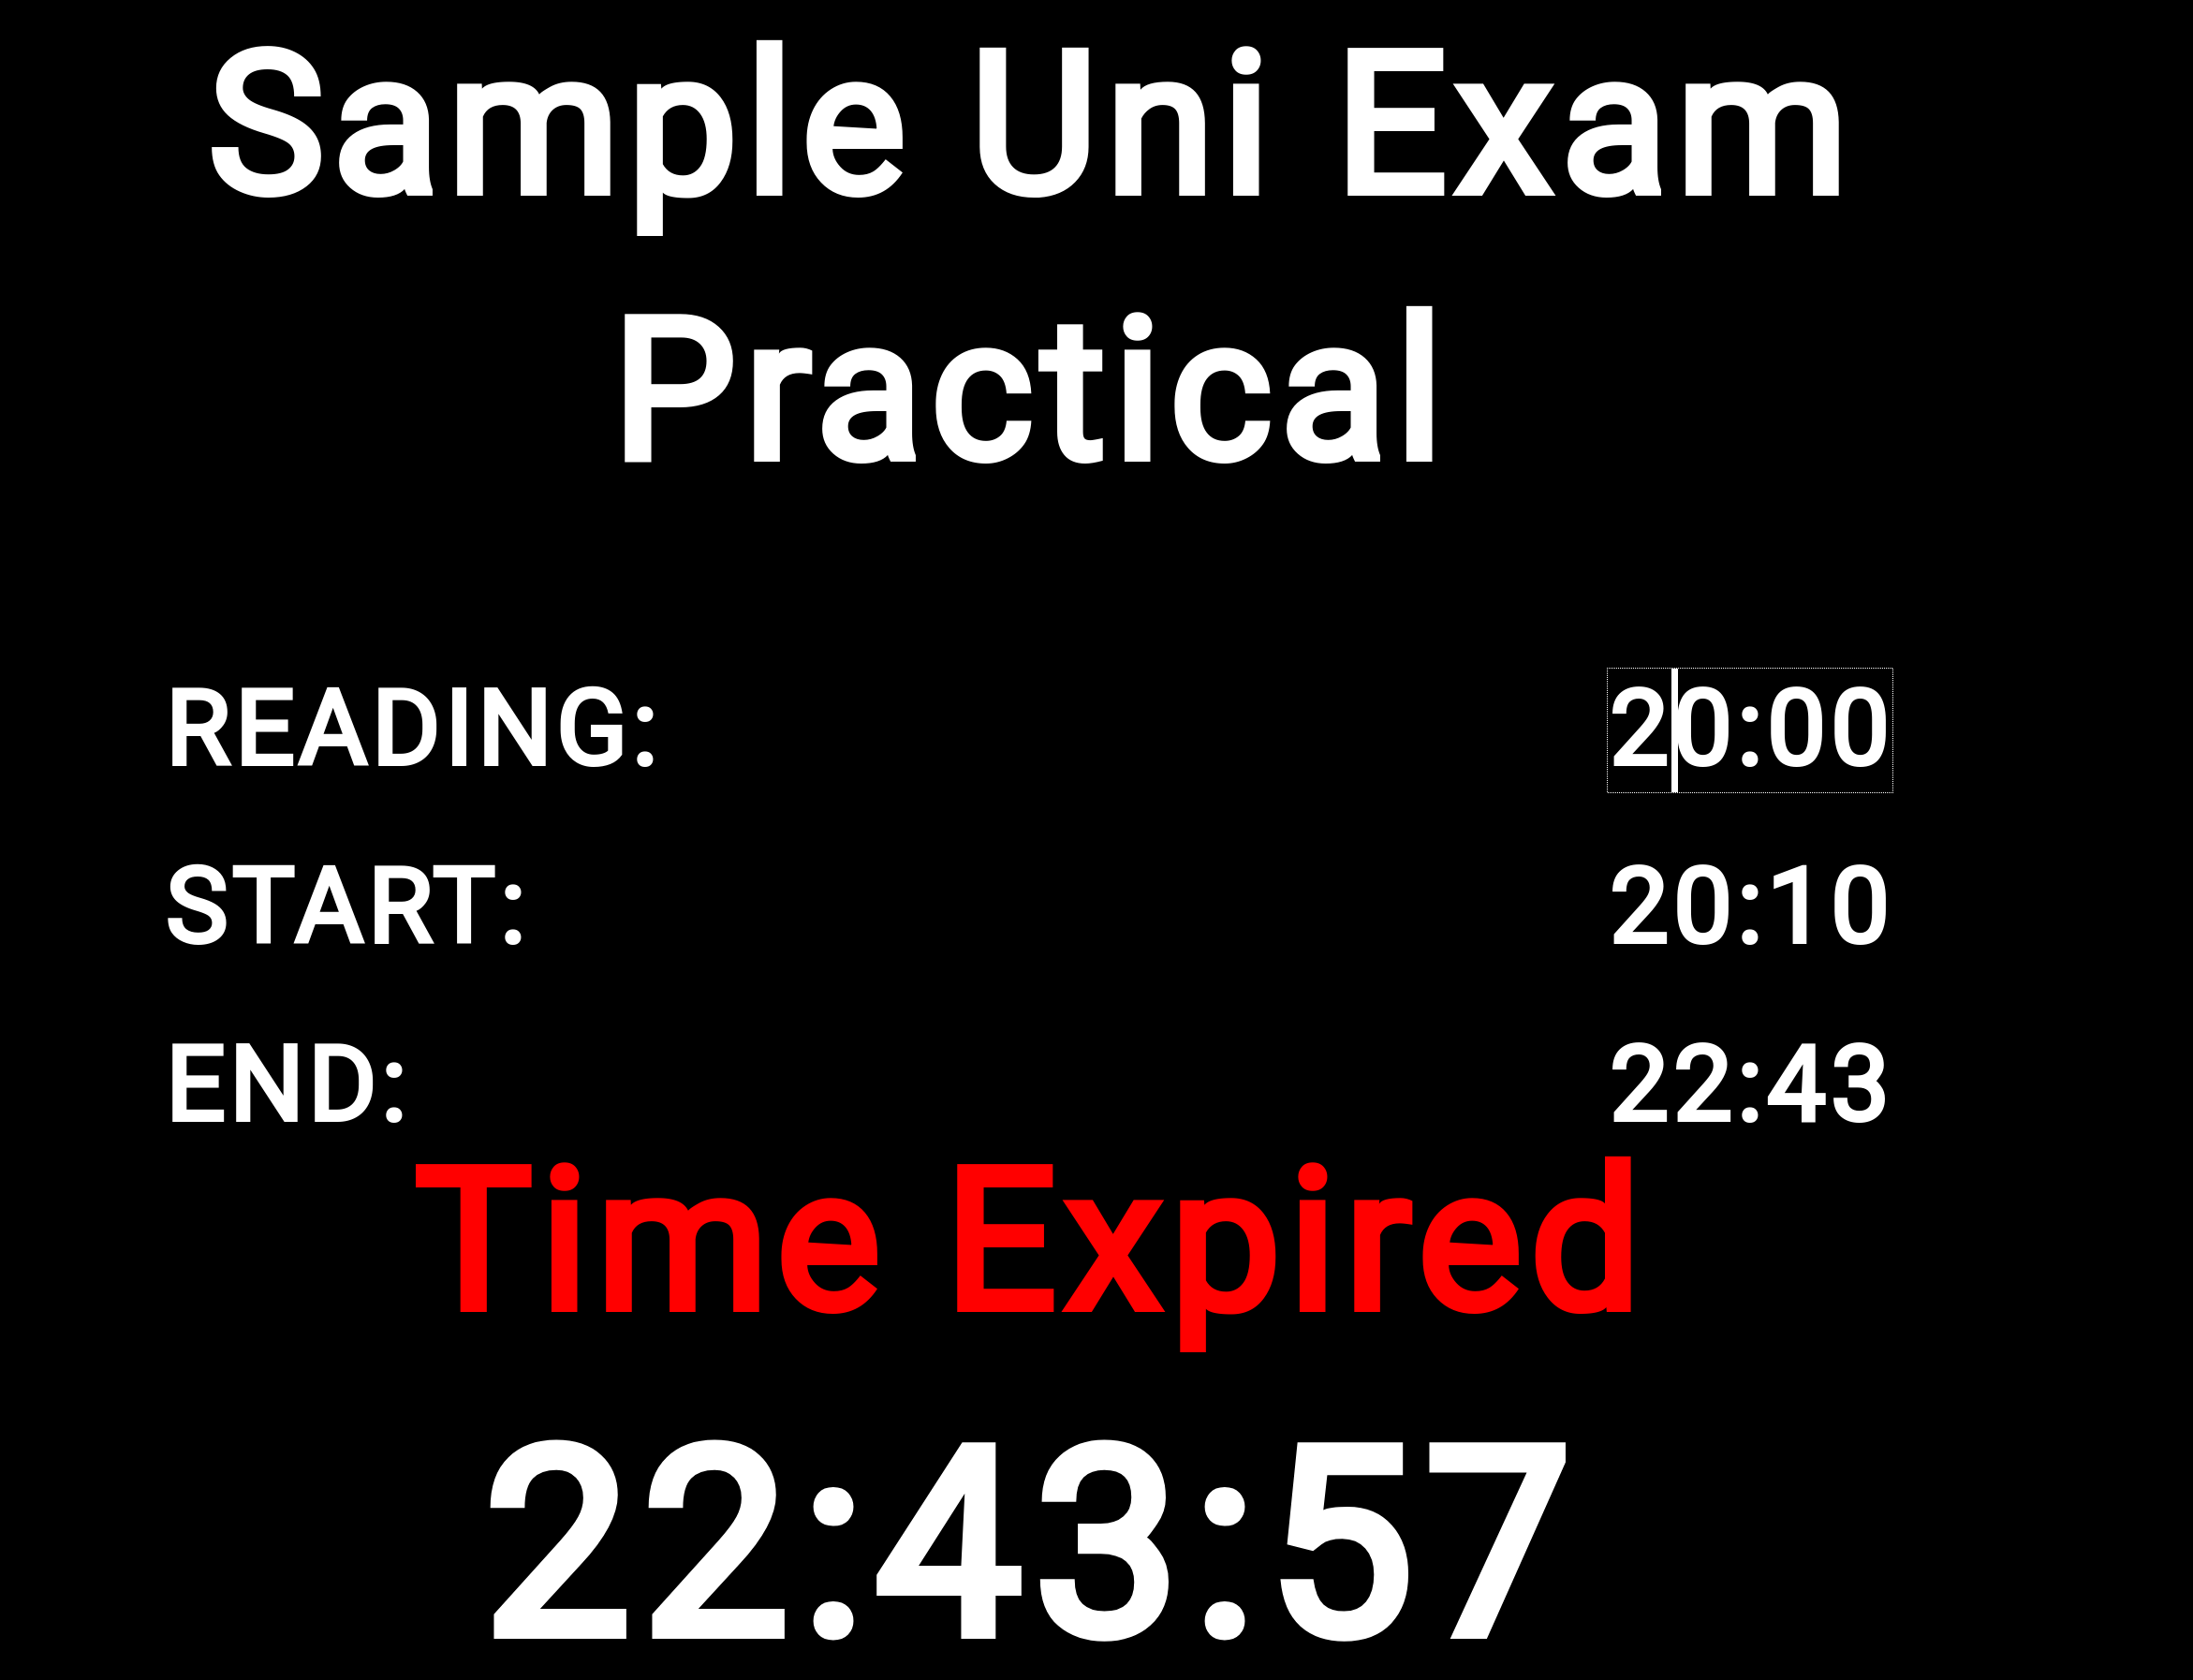 Sample Uni Exam
Practical
READING: 20:00
START: 20:10
END: 22:43
Time Expired
22:43:57